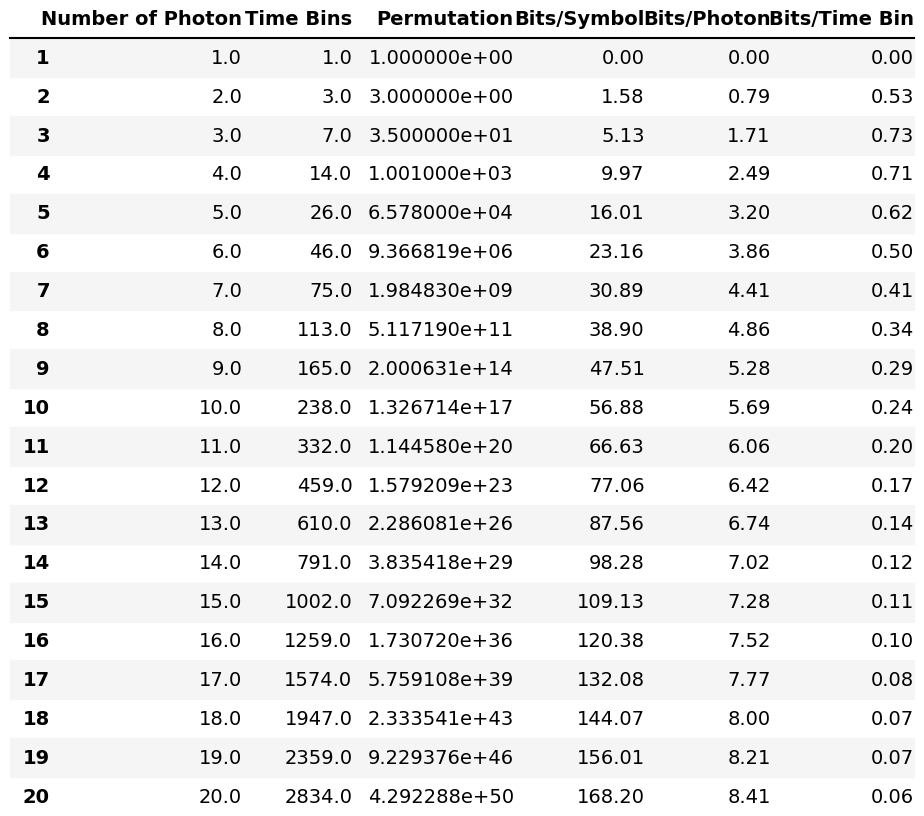 Number of Photon Time Bins Permutation Bits/Symbol Bits/Photon Bits/Time Bin
1 1.0 1.0 1.000000e+00 0.00 0.00 0.00
2 2.0 3.0 3.000000e+00 1.58 0.79 0.53
3 3.0 7.0 3.500000e+01 5.13 1.71 0.73
4 4.0 14.0 1.001000e+03 9.97 2.49 0.71
5 5.0 26.0 6.578000e+04 16.01 3.20 0.62
6 6.0 46.0 9.366819e+06 23.16 3.86 0.50
7 7.0 75.0 1.984830e+09 30.89 4.41 0.41
8 8.0 113.0 5.117190e+11 38.90 4.86 0.34
9 9.0 165.0 2.000631e+14 47.51 5.28 0.29
10 10.0 238.0 1.326714e+17 56.88 5.69 0.24
11 11.0 332.0 1.144580e+20 66.63 6.06 0.20
12 12.0 459.0 1.579209e+23 77.06 6.42 0.17
13 13.0 610.0 2.286081e+26 87.56 6.74 0.14
14 14.0 791.0 3.835418e+29 98.28 7.02 0.12
15 15.0 1002.0 7.092269e+32 109.13 7.28 0.11
16 16.0 1259.0 1.730720e+36 120.38 7.52 0.10
17 17.0 1574.0 5.759108e+39 132.08 7.77 0.08
18 18.0 1947.0 2.333541e+43 144.07 8.00 0.07
19 19.0 2359.0 9.229376e+46 156.01 8.21 0.07
20 20.0 2834.0 4.292288e+50 168.20 8.41 0.06